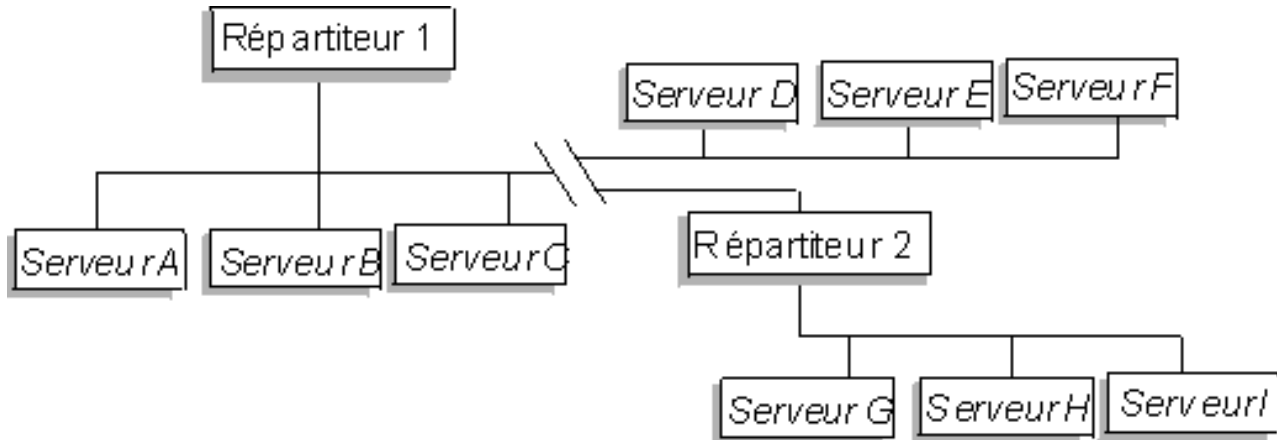 Répartiteur 1
Serveur D
Serveur E
Serveur F
Serveur A
Serveur B
Serveur C
Répartiteur 2
Serveur G
Serveur H
Serveur I